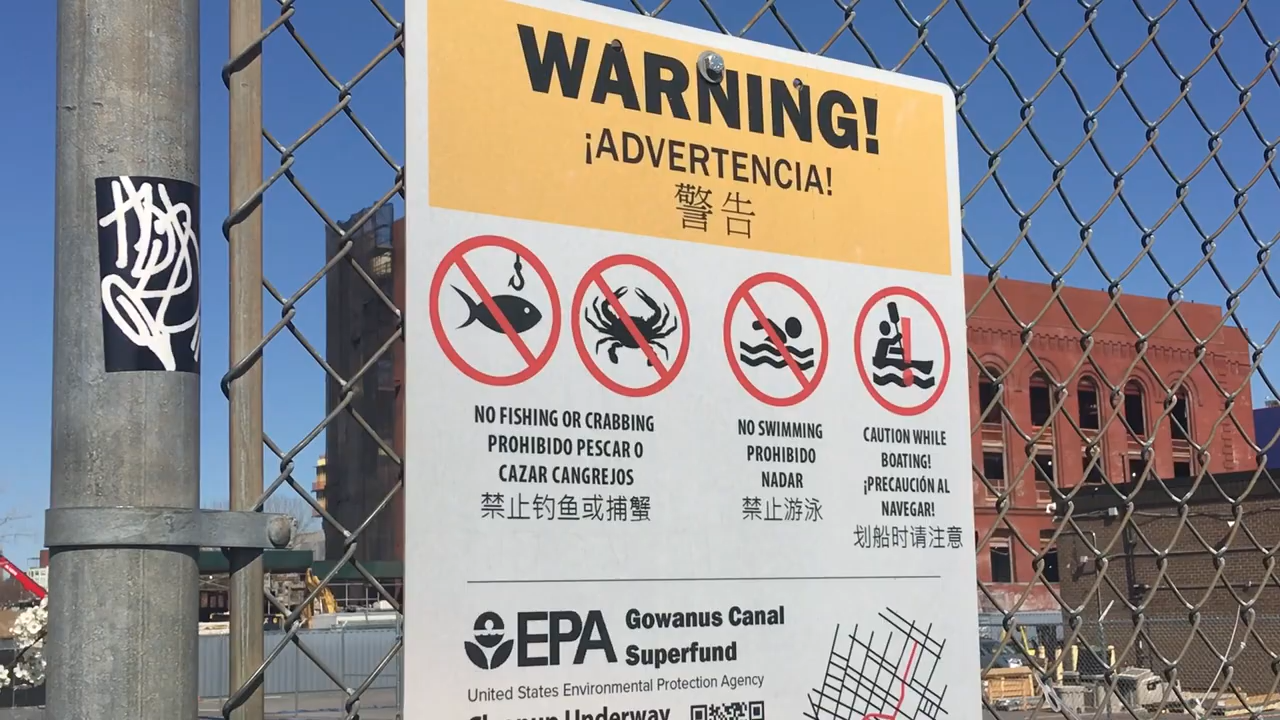 WARNING!
¡ADVERTENCIA!
警告
NO FISHING OR CRABBING
PROHIBIDO PESCAR O
CAZAR CANGREJOS
禁止钓鱼或捕蟹
NO SWIMMING
PROHIBIDO
NADAR
禁止游泳
CAUTION WHILE
BOATING!
¡PRECAUCIÓN AL
NAVEGAR!
划船时请注意
EPA
Gowanus Canal
Superfund
United States Environmental Protection Agency
Cleanup Underway